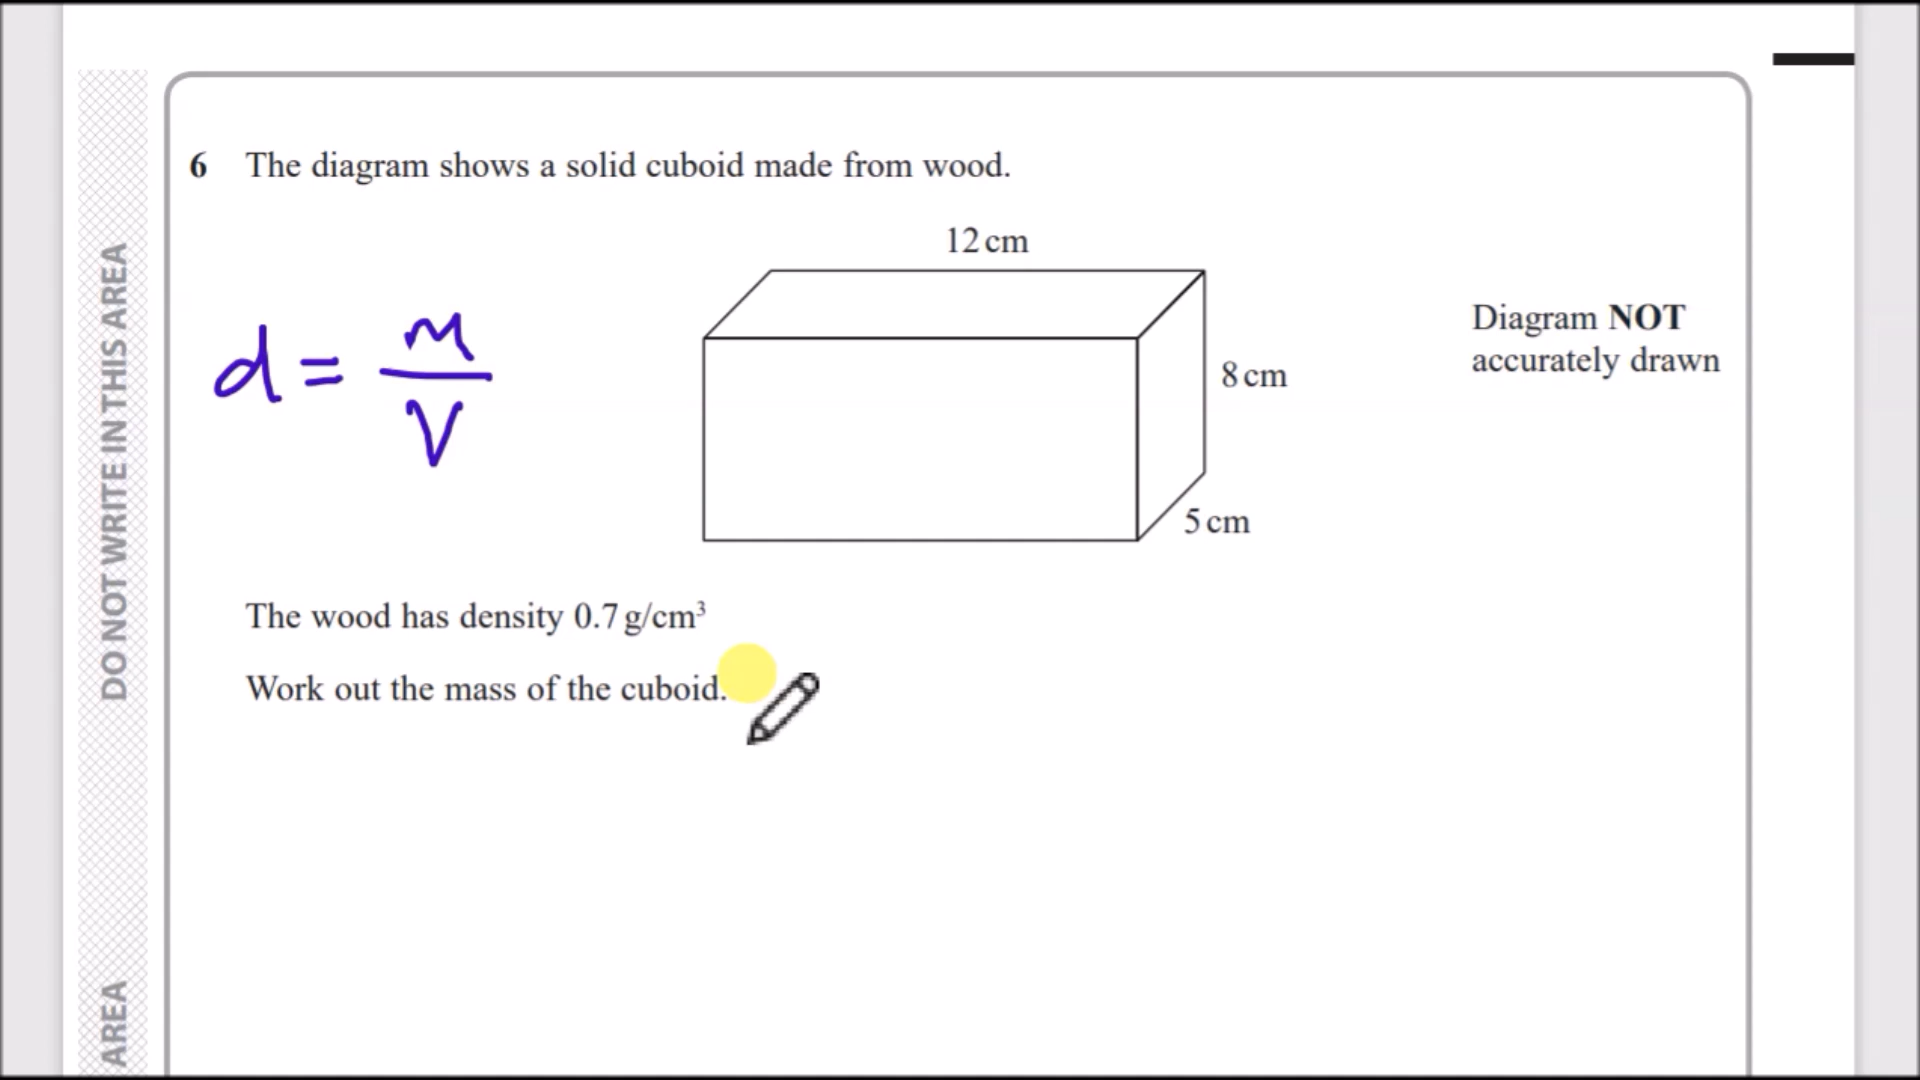 6 The diagram shows a solid cuboid made from wood.
12 cm
d = m
V
8 cm
Diagram NOT
accurately drawn
5 cm
The wood has density 0.7 g/cm³
Work out the mass of the cuboid.
DO NOT WRITE IN THIS AREA
AREA